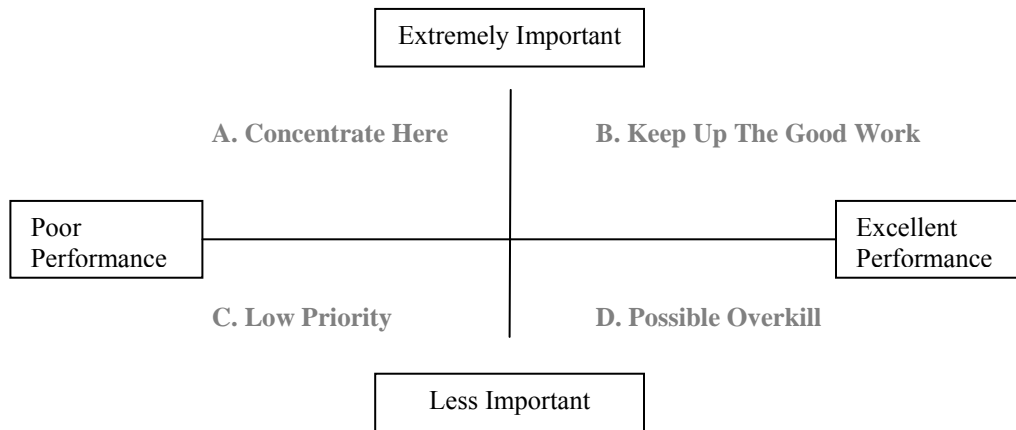 Extremely Important
A. Concentrate Here
B. Keep Up The Good Work
Poor
Performance
Excellent
Performance
C. Low Priority
D. Possible Overkill
Less Important